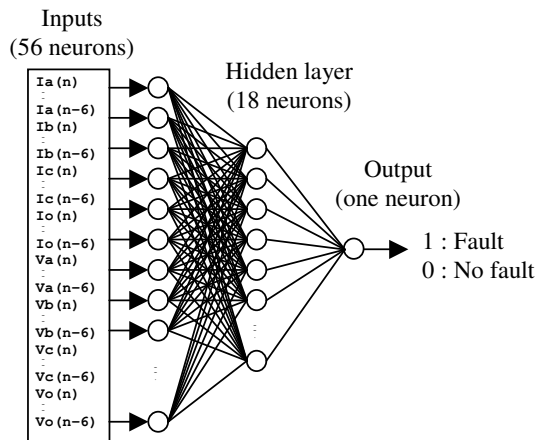 Inputs
(56 neurons)
Ia(n)
Ia(n-6)
Ib(n)
Ib(n-6)
Ic(n)
Ic(n-6)
Io(n)
Io(n-6)
Va(n)
Va(n-6)
Vb(n)
Vb(n-6)
Vc(n)
Vc(n-6)
Vo(n)
Vo(n-6)
Hidden layer
(18 neurons)
Output
(one neuron)
1 : Fault
0 : No fault